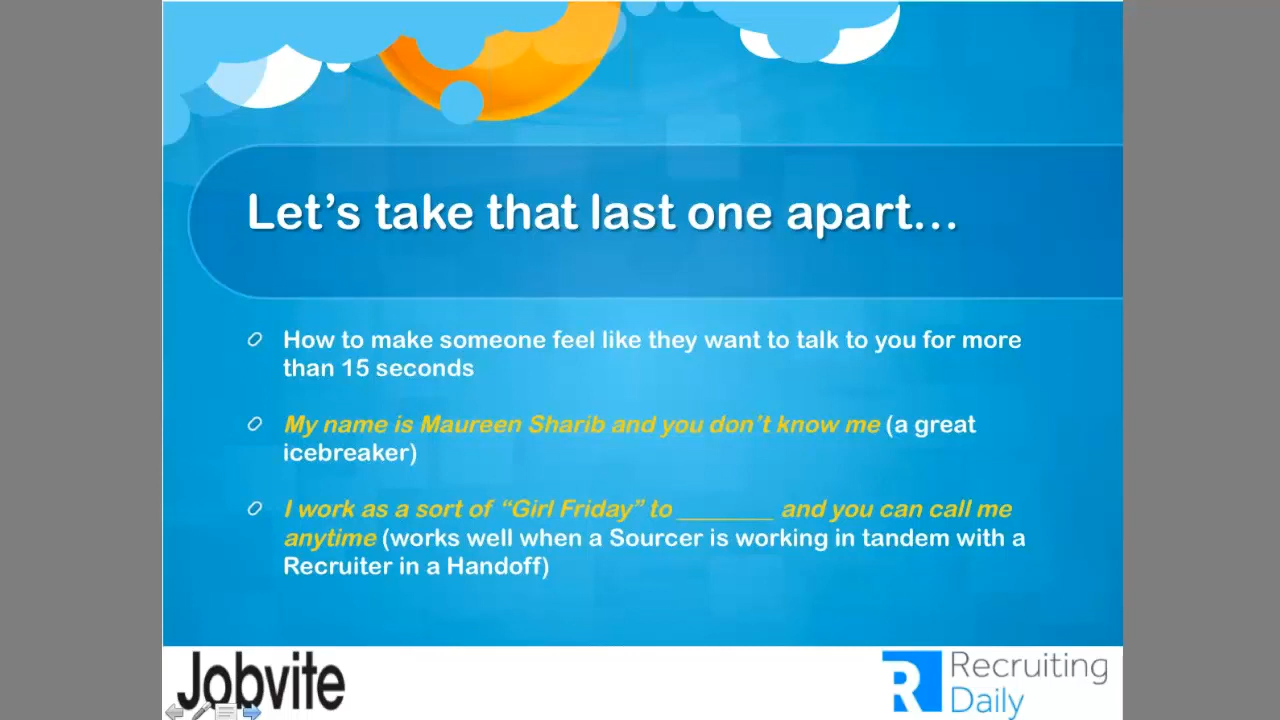 Let’s take that last one apart…
How to make someone feel like they want to talk to you for more
than 15 seconds
My name is Maureen Sharib and you don’t know me (a great
icebreaker)
I work as a sort of “Girl Friday” to ________ and you can call me
anytime (works well when a Sourcer is working in tandem with a
Recruiter in a Handoff)
Jobvite
Recruiting
Daily